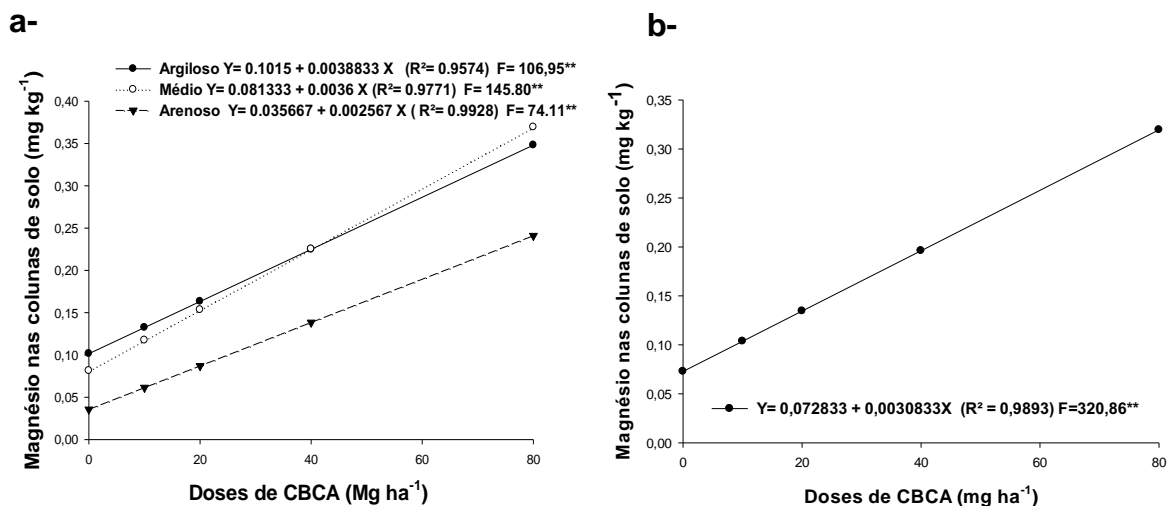 a-
Argiloso Y= 0.1015 + 0.0038833 X (R²= 0.9574) F= 106,95**
Médio Y= 0.081333 + 0.0036 X (R²= 0.9771) F= 145.80**
Arenoso Y= 0.035667 + 0.002567 X ( R²= 0.9928) F= 74.11**
Magnésio nas colunas de solo (mg kg⁻¹)
0,40
0,35
0,30
0,25
0,20
0,15
0,10
0,05
0,00
0 20 40 60 80
Doses de CBCA (Mg ha⁻¹)
b-
Magnésio nas colunas de solo (mg kg⁻¹)
0,35
0,30
0,25
0,20
0,15
0,10
0,05
0,00
Y= 0,072833 + 0,0030833X (R² = 0,9893) F=320,86**
0 20 40 60 80
Doses de CBCA (mg ha⁻¹)